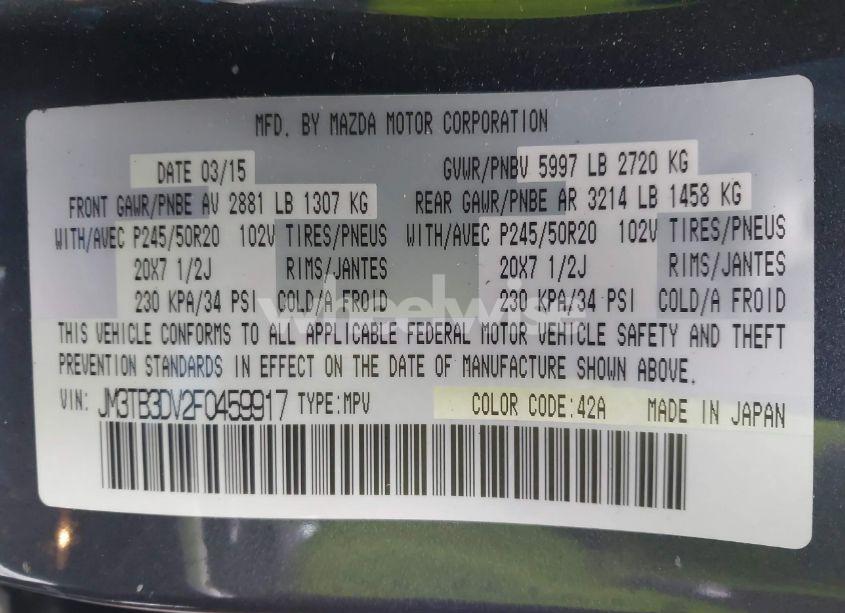 MFD. BY MAZDA MOTOR CORPORATION
DATE 03/15 GVWR/PNBV 5997 LB 2720 KG
FRONT GAWR/PNBE AV 2881 LB 1307 KG REAR GAWR/PNBE AR 3214 LB 1458 KG
WITH/AVEC P245/50R20 102V TIRES/PNEUS WITH/AVEC P245/50R20 102V TIRES/PNEUS
20X7 1/2J RIMS/JANTES 20X7 1/2J RIMS/JANTES
230 KPA/34 PSI COLD/A FROID 230 KPA/34 PSI COLD/A FROID
wheelwise
THIS VEHICLE CONFORMS TO ALL APPLICABLE FEDERAL MOTOR VEHICLE SAFETY AND THEFT
PREVENTION STANDARDS IN EFFECT ON THE DATE OF MANUFACTURE SHOWN ABOVE.
VIN: JM3TB3DV2F0459917 TYPE:MPV COLOR CODE:42A MADE IN JAPAN